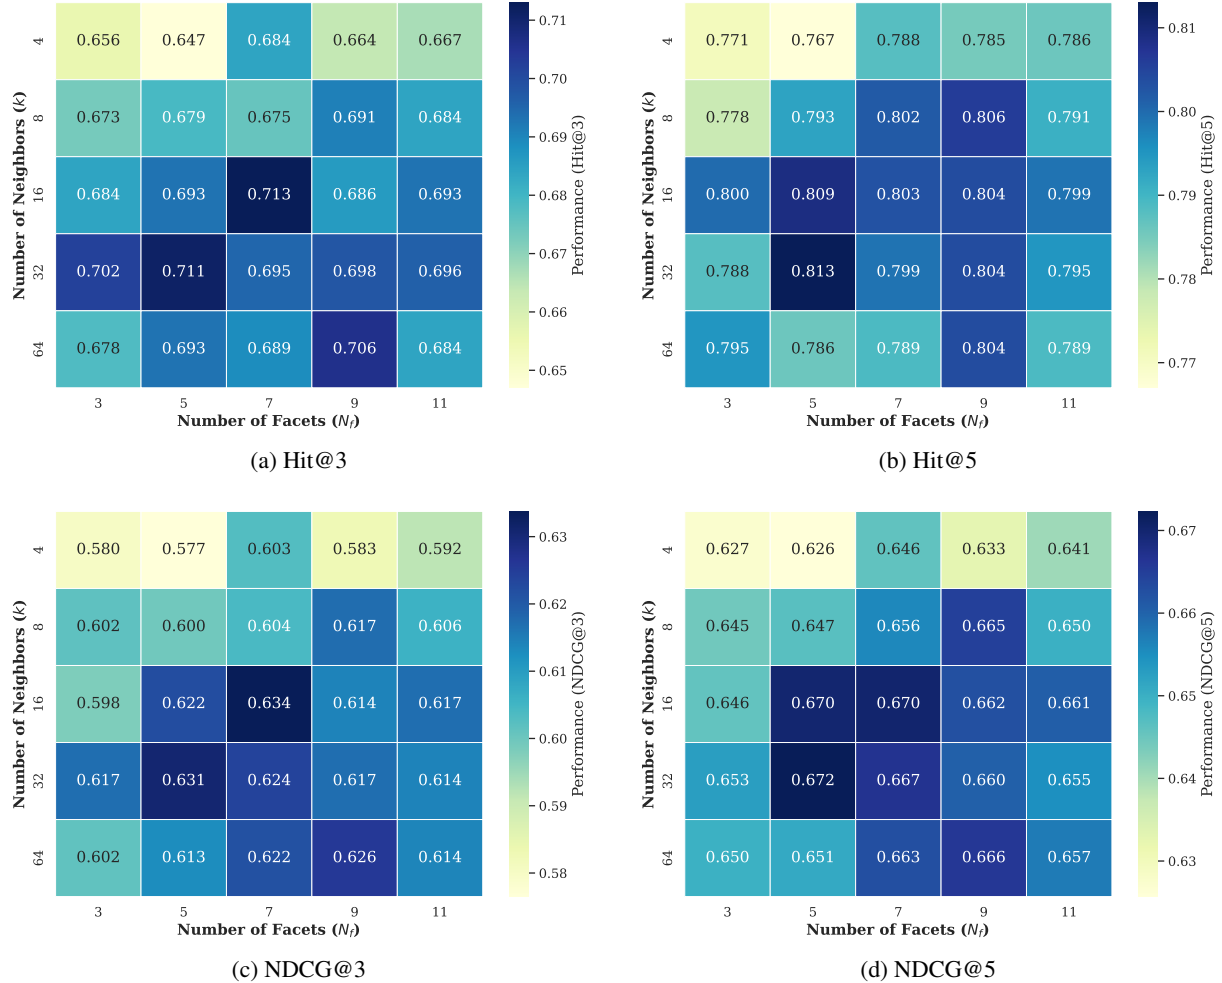 Number of Neighbors (k)
4 0.656 0.647 0.684 0.664 0.667
8 0.673 0.679 0.675 0.691 0.684
16 0.684 0.693 0.713 0.686 0.693
32 0.702 0.711 0.695 0.698 0.696
64 0.678 0.693 0.689 0.706 0.684
3 5 7 9 11
Number of Facets (N_f)
0.71
0.70
0.69
0.68
0.67
0.66
0.65
Performance (Hit@3)
(a) Hit@3
Number of Neighbors (k)
4 0.771 0.767 0.788 0.785 0.786
8 0.778 0.793 0.802 0.806 0.791
16 0.800 0.809 0.803 0.804 0.799
32 0.788 0.813 0.799 0.804 0.795
64 0.795 0.786 0.789 0.804 0.789
3 5 7 9 11
Number of Facets (N_f)
0.81
0.80
0.79
0.78
0.77
Performance (Hit@5)
(b) Hit@5
Number of Neighbors (k)
4 0.580 0.577 0.603 0.583 0.592
8 0.602 0.600 0.604 0.617 0.606
16 0.598 0.622 0.634 0.614 0.617
32 0.617 0.631 0.624 0.617 0.614
64 0.602 0.613 0.622 0.626 0.614
3 5 7 9 11
Number of Facets (N_f)
0.63
0.62
0.61
0.60
0.59
0.58
Performance (NDCG@3)
(c) NDCG@3
Number of Neighbors (k)
4 0.627 0.626 0.646 0.633 0.641
8 0.645 0.647 0.656 0.665 0.650
16 0.646 0.670 0.670 0.662 0.661
32 0.653 0.672 0.667 0.660 0.655
64 0.650 0.651 0.663 0.666 0.657
3 5 7 9 11
Number of Facets (N_f)
0.67
0.66
0.65
0.64
0.63
Performance (NDCG@5)
(d) NDCG@5